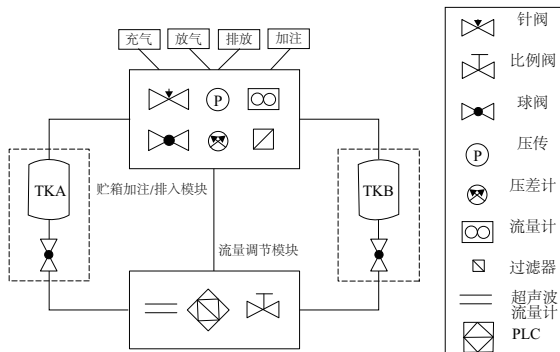 充气
放气
排放
加注
P
TKA
贮箱加注/排入模块
TKB
流量调节模块
针阀
比例阀
球阀
P
压传
压差计
流量计
过滤器
超声波
流量计
PLC